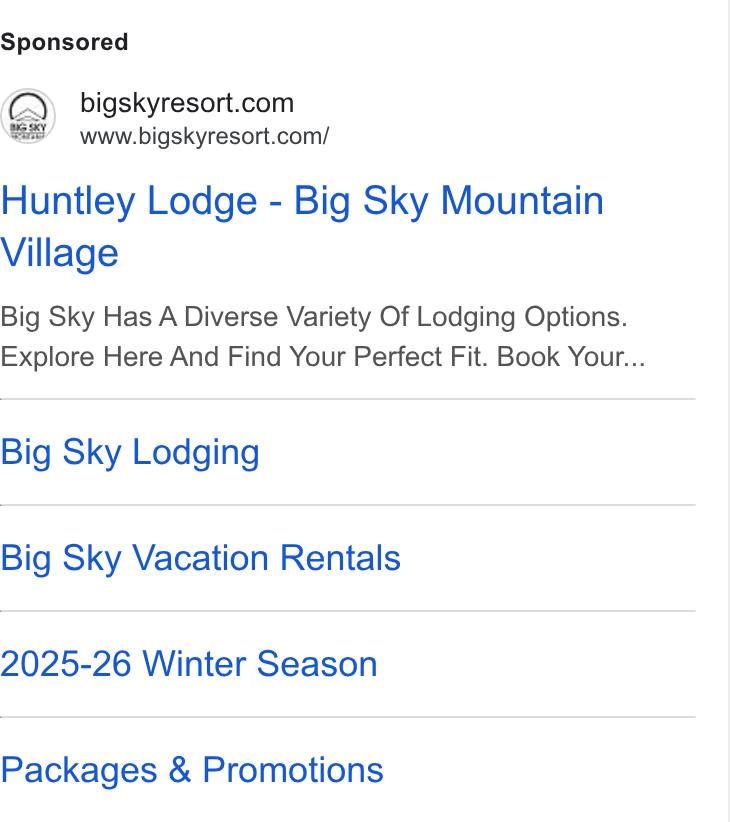 Sponsored
bigskyresort.com
BIG SKY
www.bigskyresort.com/
Huntley Lodge - Big Sky Mountain
Village
Big Sky Has A Diverse Variety Of Lodging Options.
Explore Here And Find Your Perfect Fit. Book Your...
Big Sky Lodging
Big Sky Vacation Rentals
2025-26 Winter Season
Packages & Promotions